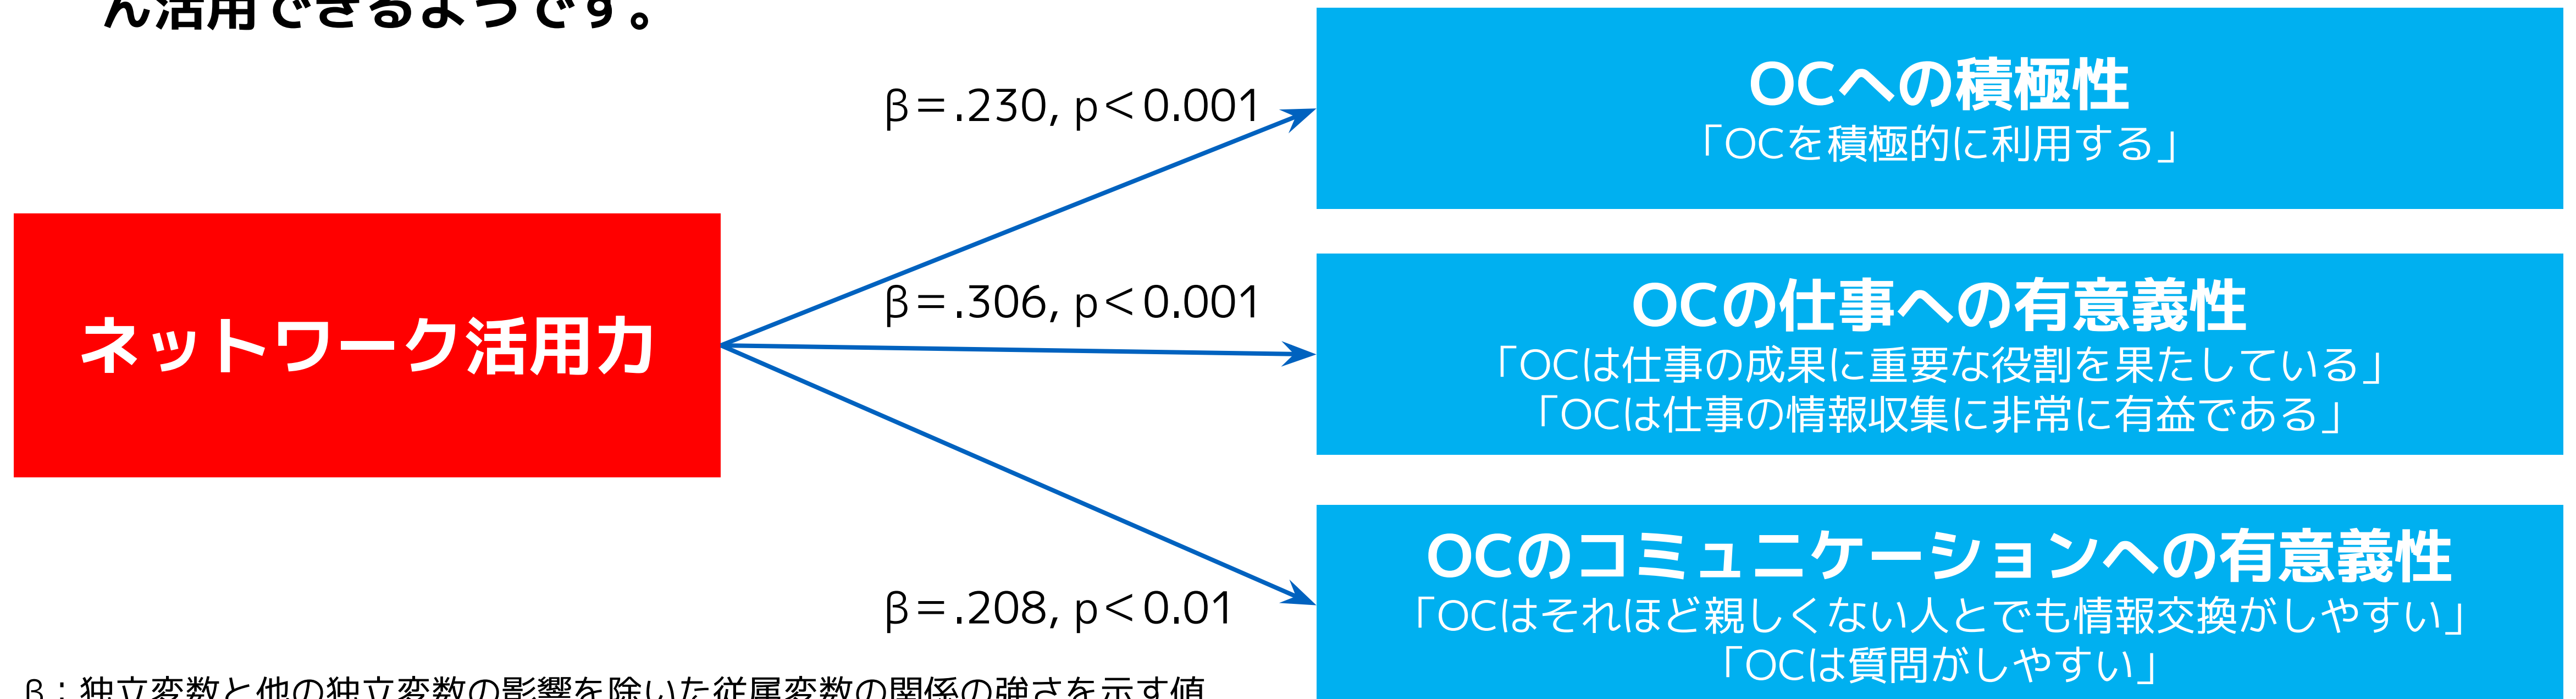 ん活用できるようです。
β＝.230, p＜0.001
OCへの積極性
「OCを積極的に利用する」
ネットワーク活用力
β＝.306, p＜0.001
OCの仕事への有意義性
「OCは仕事の成果に重要な役割を果たしている」
「OCは仕事の情報収集に非常に有益である」
β＝.208, p＜0.01
OCのコミュニケーションへの有意義性
「OCはそれほど親しくない人とでも情報交換がしやすい」
「OCは質問がしやすい」
β：独立変数と他の独立変数の影響を除いた従属変数の関係の強さを示す値